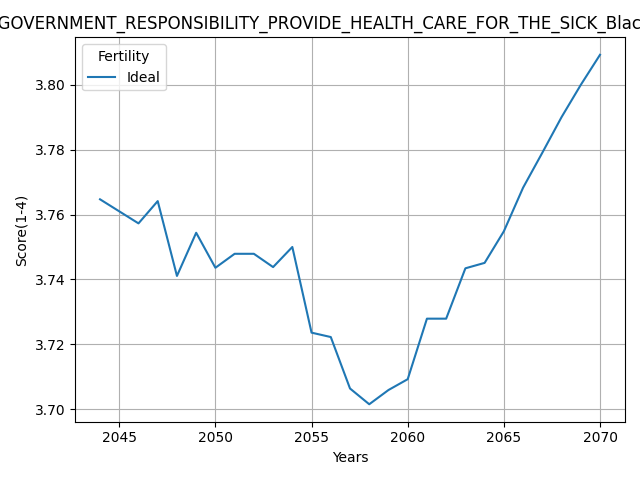 GOVERNMENT_RESPONSIBILITY_PROVIDE_HEALTH_CARE_FOR_THE_SICK_Blac
Fertility
Ideal
3.80
3.78
3.76
3.74
3.72
3.70
Score(1-4)
2045
2050
2055
2060
2065
2070
Years